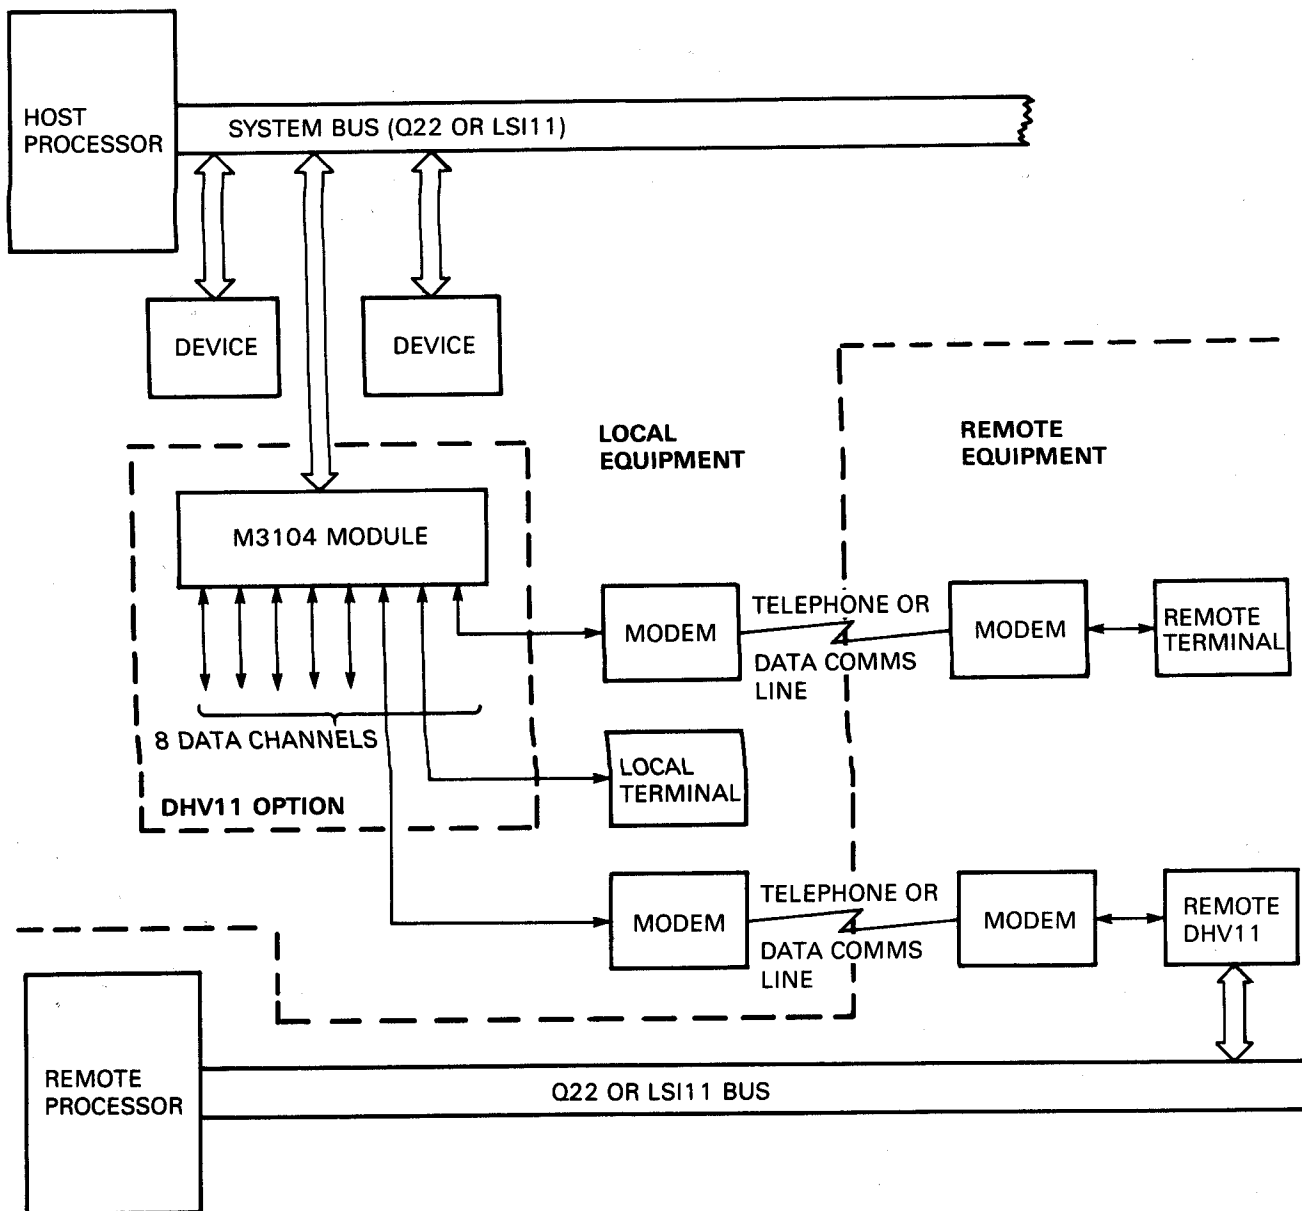 HOST
PROCESSOR
SYSTEM BUS (Q22 OR LSI11)
DEVICE
DEVICE
LOCAL
EQUIPMENT
REMOTE
EQUIPMENT
M3104 MODULE
8 DATA CHANNELS
DHV11 OPTION
MODEM
TELEPHONE OR
DATA COMMS
LINE
MODEM
REMOTE
TERMINAL
LOCAL
TERMINAL
MODEM
TELEPHONE OR
DATA COMMS
LINE
MODEM
REMOTE
DHV11
REMOTE
PROCESSOR
Q22 OR LSI11 BUS